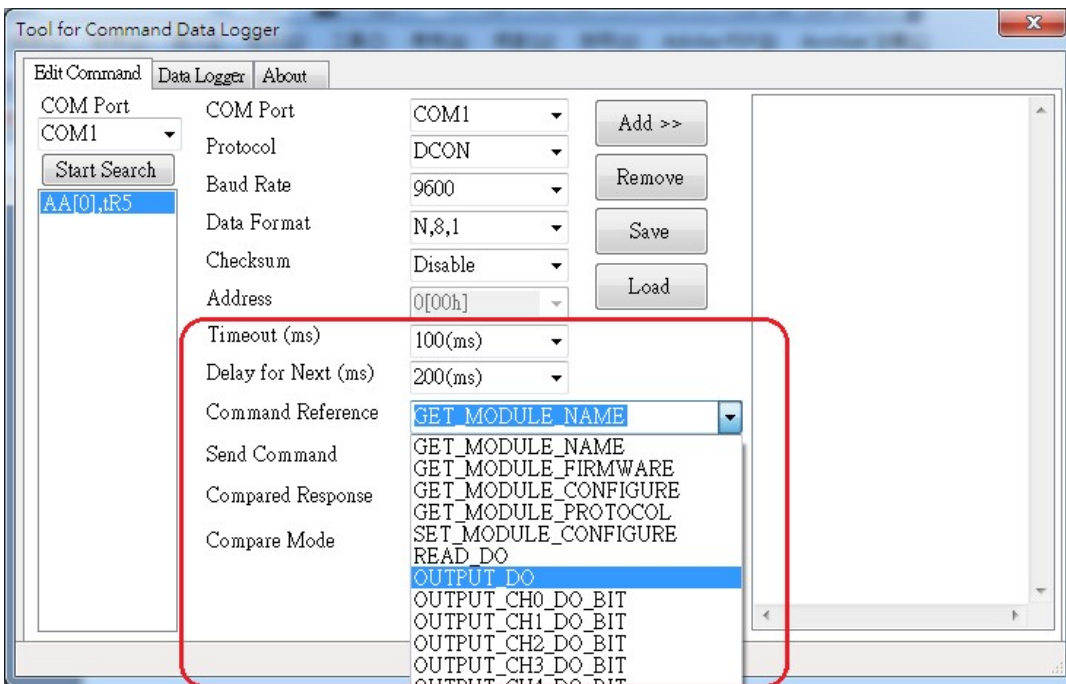 Tool for Command Data Logger
Edit Command
Data Logger
About
COM Port
COM1
Start Search
AA[0],tR5
COM Port
COM1
Protocol
DCON
Baud Rate
9600
Data Format
N,8,1
Checksum
Disable
Address
0[00h]
Timeout (ms)
100(ms)
Delay for Next (ms)
200(ms)
Command Reference
GET_MODULE_NAME
Send Command
Compared Response
Compare Mode
GET_MODULE_NAME
GET_MODULE_FIRMWARE
GET_MODULE_CONFIGURE
GET_MODULE_PROTOCOL
SET_MODULE_CONFIGURE
READ_DO
OUTPUT_DO
OUTPUT_CH0_DO_BIT
OUTPUT_CH1_DO_BIT
OUTPUT_CH2_DO_BIT
OUTPUT_CH3_DO_BIT
OUTPUT_CH4_DO_BIT
Add >>
Remove
Save
Load